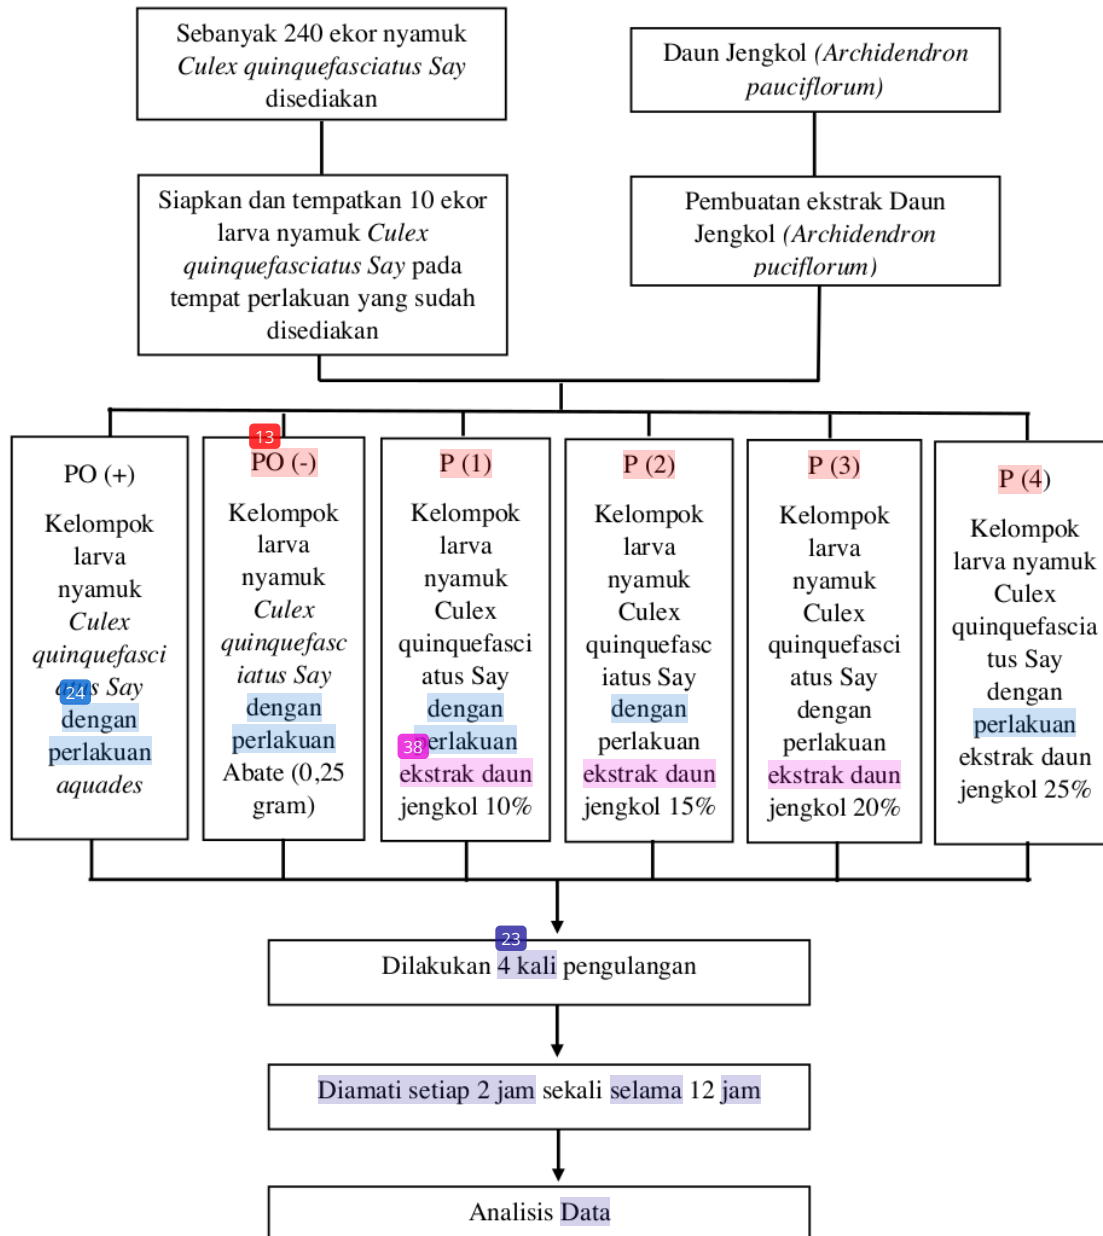 Sebanyak 240 ekor nyamuk
Culex quinquefasciatus Say
disediakan
Daun Jengkol (Archidendron
pauciflorum)
Siapkan dan tempatkan 10 ekor
larva nyamuk Culex
quinquefasciatus Say pada
tempat perlakuan yang sudah
disediakan
Pembuatan ekstrak Daun
Jengkol (Archidendron
puciflorum)
PO (+)
Kelompok
larva
nyamuk
Culex
quinquefasci
atus Say
24
dengan
perlakuan
aquades
13
PO (-)
Kelompok
larva
nyamuk
Culex
quinquefasc
iatus Say
dengan
perlakuan
Abate (0,25
gram)
P (1)
Kelompok
larva
nyamuk
Culex
quinquefasci
atus Say
dengan
perlakuan
38
ekstrak daun
jengkol 10%
P (2)
Kelompok
larva
nyamuk
Culex
quinquefasc
iatus Say
dengan
perlakuan
ekstrak daun
jengkol 15%
P (3)
Kelompok
larva
nyamuk
Culex
quinquefasci
atus Say
dengan
perlakuan
ekstrak daun
jengkol 20%
P (4)
Kelompok
larva nyamuk
Culex
quinquefascia
tus Say
dengan
perlakuan
ekstrak daun
jengkol 25%
23
Dilakukan 4 kali pengulangan
Diamati setiap 2 jam sekali selama 12 jam
Analisis Data